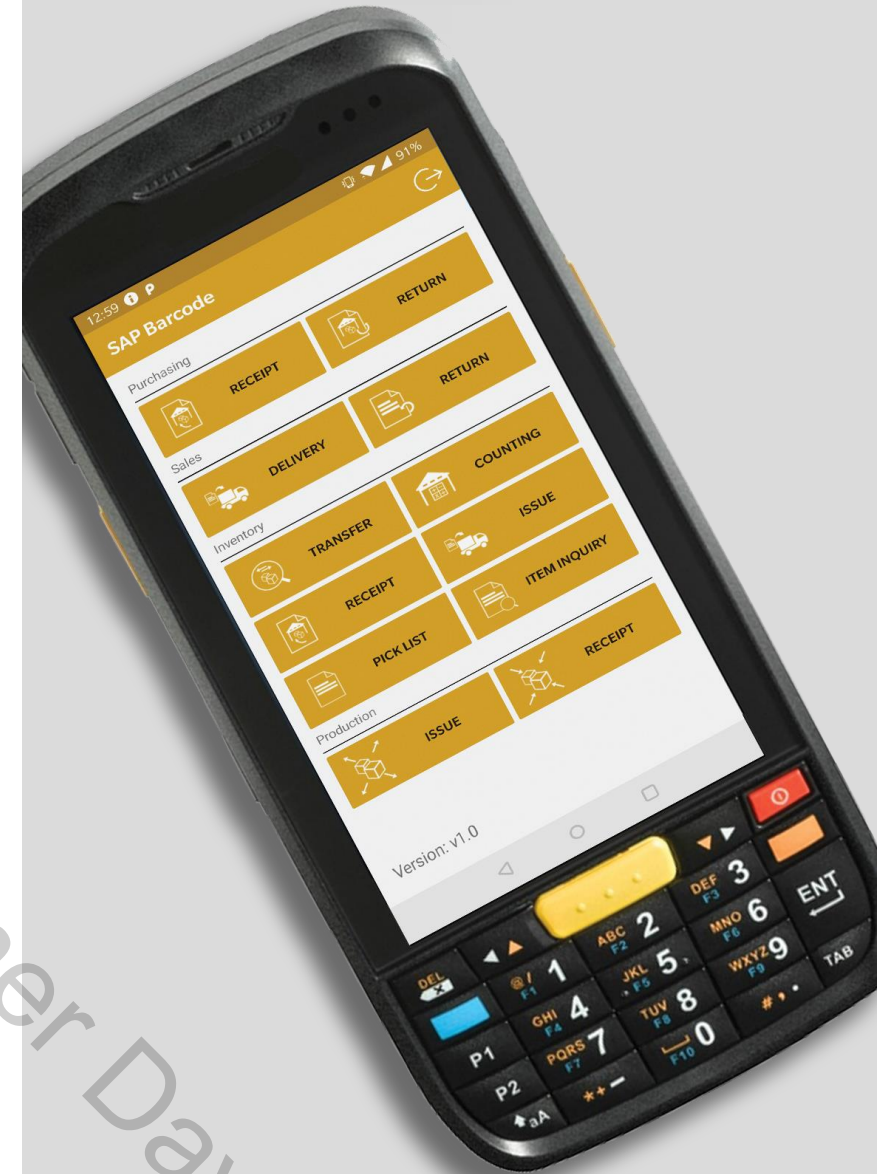 12:59 P 91%
SAP Barcode
Purchasing
RECEIPT RETURN
Sales
DELIVERY RETURN
Inventory
TRANSFER COUNTING
RECEIPT ISSUE
PICK LIST ITEM INQUIRY
Production
ISSUE RECEIPT
Version: v1.0
DEL
@/ F1 1 ABC F2 2 DEF F3 3
GHI F4 4 JKL F5 5 MNO F6 6 ENT
P1 PQRS F7 7 TUV F8 8 WXYZ F9 9 TAB
P2 *+- F10 0 #,.
aA